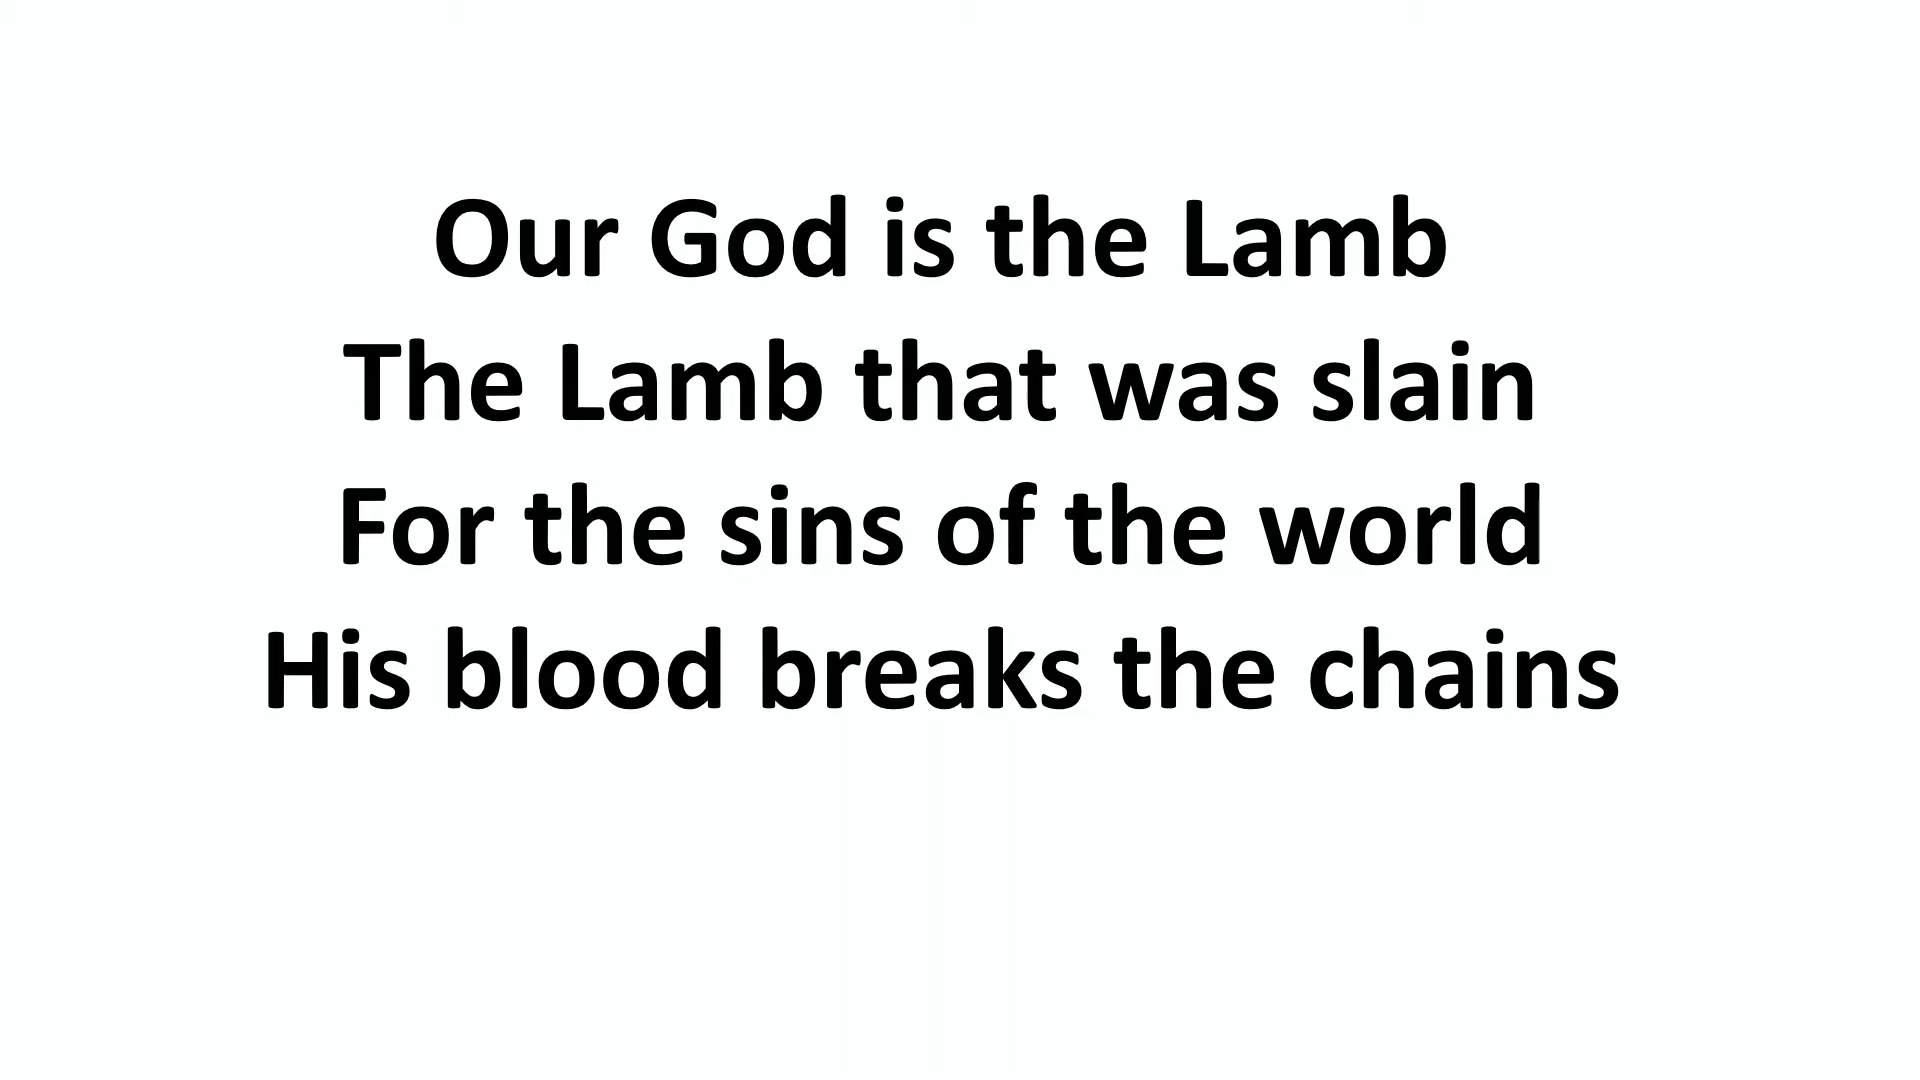 Our God is the Lamb
The Lamb that was slain
For the sins of the world
His blood breaks the chains